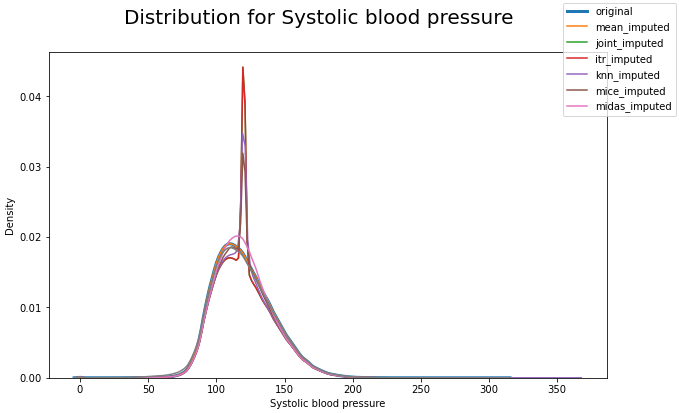 Distribution for Systolic blood pressure
original
mean_imputed
joint_imputed
itr_imputed
knn_imputed
mice_imputed
midas_imputed
0.04
0.03
0.02
0.01
0.00
Density
0 50 100 150 200 250 300 350
Systolic blood pressure